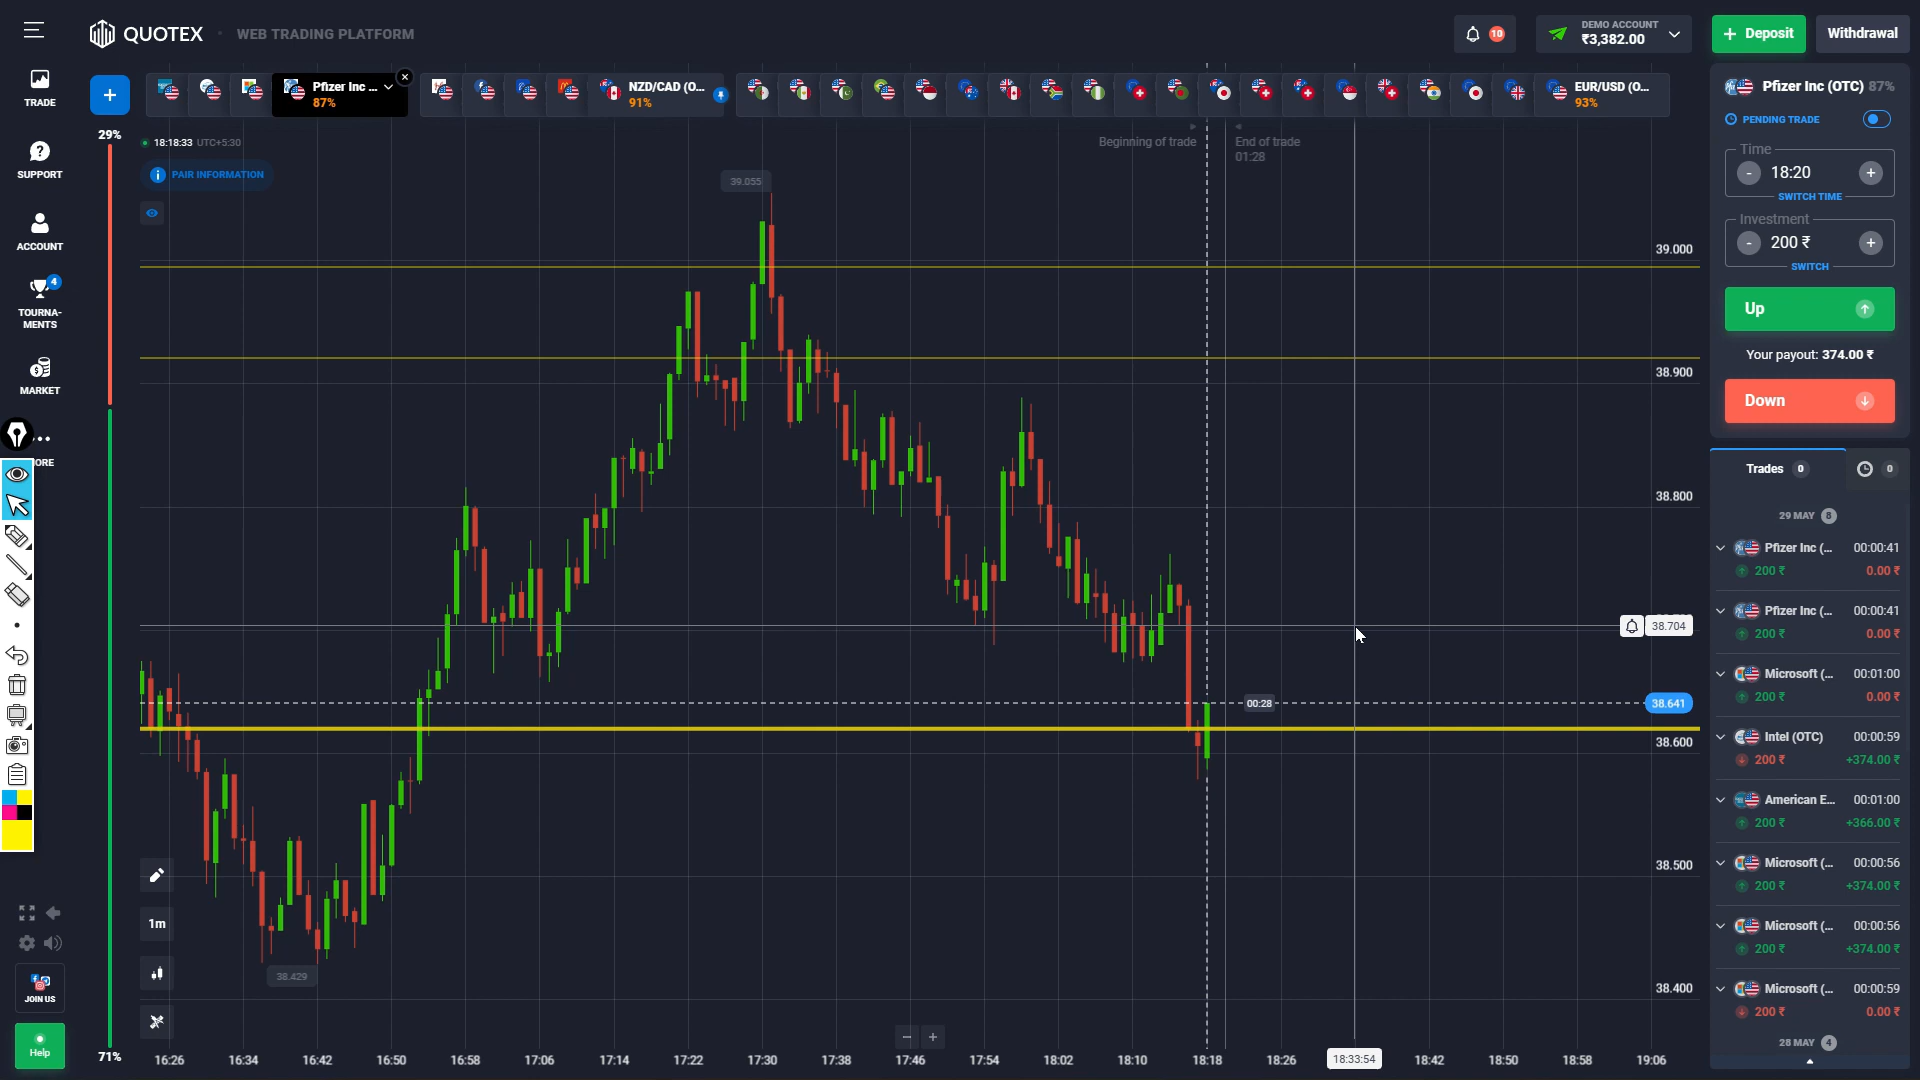 QUOTEX
WEB TRADING PLATFORM
10
DEMO ACCOUNT
₹3,382.00
+ Deposit
Withdrawal
TRADE
SUPPORT
ACCOUNT
4
TOURNA-
MENTS
MARKET
ORE
JOIN US
Help
+
Pfizer Inc ...
87%
NZD/CAD (O...
91%
EUR/USD (O...
93%
29%
71%
18:18:33 UTC+5:30
PAIR INFORMATION
Beginning of trade
End of trade
01:28
39.055
38.429
00:28
39.000
38.900
38.800
38.704
38.641
38.600
38.500
38.400
1m
16:26 16:34 16:42 16:50 16:58 17:06 17:14 17:22 17:30 17:38 17:46 17:54 18:02 18:10 18:18 18:26 18:33:54 18:42 18:50 18:58 19:06
Pfizer Inc (OTC) 87%
PENDING TRADE
Time
- 18:20 +
SWITCH TIME
Investment
- 200 ₹ +
SWITCH
Up
Your payout: 374.00 ₹
Down
Trades 0
0
29 MAY 8
Pfizer Inc (... 00:00:41
200 ₹ 0.00 ₹
Pfizer Inc (... 00:00:41
200 ₹ 0.00 ₹
Microsoft (... 00:01:00
200 ₹ 0.00 ₹
Intel (OTC) 00:00:59
200 ₹ +374.00 ₹
American E... 00:01:00
200 ₹ +366.00 ₹
Microsoft (... 00:00:56
200 ₹ +374.00 ₹
Microsoft (... 00:00:56
200 ₹ +374.00 ₹
Microsoft (... 00:00:59
200 ₹ 0.00 ₹
28 MAY 4